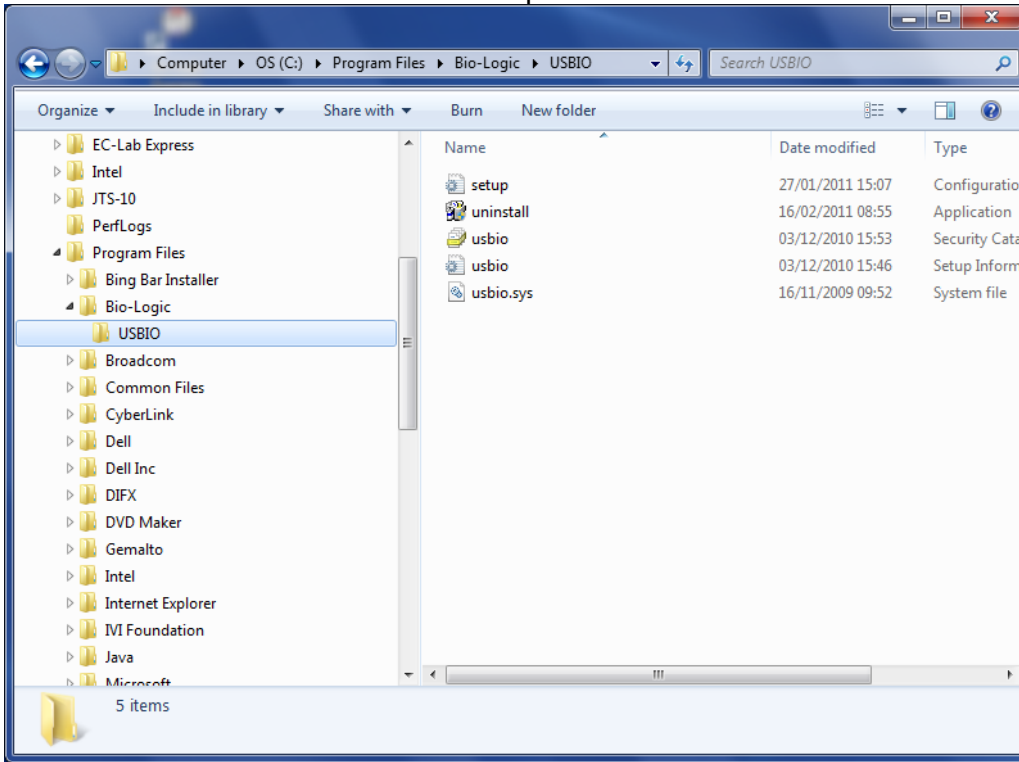 Computer OS (C:) Program Files Bio-Logic USBIO Search USBIO
Organize Include in library Share with Burn New folder
EC-Lab Express
Intel
JTS-10
PerfLogs
Program Files
Bing Bar Installer
Bio-Logic
USBIO
Broadcom
Common Files
CyberLink
Dell
Dell Inc
DIFX
DVD Maker
Gemalto
Intel
Internet Explorer
IVI Foundation
Java
Microsoft
Name Date modified Type
setup 27/01/2011 15:07 Configuratio
uninstall 16/02/2011 08:55 Application
usbio 03/12/2010 15:53 Security Cata
usbio 03/12/2010 15:46 Setup Inform
usbio.sys 16/11/2009 09:52 System file
5 items